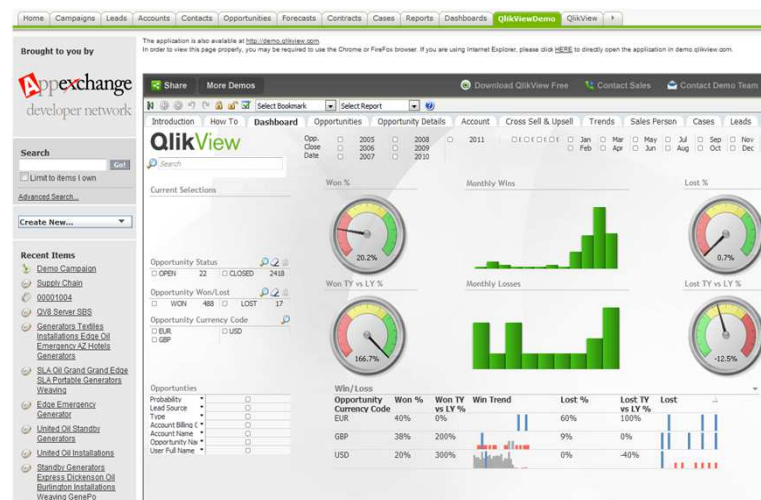 Home Campaigns Leads Accounts Contacts Opportunities Forecasts Contracts Cases Reports Dashboards QlikViewDemo QlikView
Brought to you by
Appexchange
developer network
Search
Go!
Limit to items I own
Advanced Search...
Create New...
Recent Items
Demo Campaign
Supply Chain
00001004
QV8 Server SBS
Generators Textiles
Installations Edge Oil
Emergency AZ Hotels
Generators
SLA Oil Grand Grand Edge
SLA Portable Generators
Weaving
Edge Emergency
Generator
United Oil Standby
Generators
United Oil Installations
Standby Generators
Express Dickenson Oil
Burlington Installations
Weaving GenePo
The application is also available at http://demo.qlikview.com
In order to view this page properly, you may be required to use the Chrome or FireFox browser. If you are using Internet Explorer, please click HERE to directly open the application in demo.qlikview.com.
Share More Demos Download QlikView Free Contact Sales Contact Demo Team
Select Bookmark Select Report
Introduction How To Dashboard Opportunities Opportunity Details Account Cross Sell & Upsell Trends Sales Person Cases Leads
QlikView
Search
Opp. 2005 2008 2011 Jan Mar May Jul Sep Nov
Close 2006 2009 Feb Apr Jun Aug Oct Dec
Date 2007 2010
Current Selections
Opportunity Status
OPEN 22 CLOSED 2418
Opportunity Won/Lost
WON 488 LOST 17
Opportunity Currency Code
EUR USD
GBP
Opportunties
Probability
Lead Source
Type
Account Billing C
Account Name
Opportunity Na
User Full Name
Won % Monthly Wins Lost %
20.2% 0.7%
Won TY vs LY % Monthly Losses Lost TY vs LY %
166.7% -12.5%
Win/Loss
Opportunity Won % Won TY Win Trend Lost % Lost TY Lost
Currency Code vs LY % vs LY %
EUR 40% 0% 60% 100%
GBP 38% 200% 9% 0%
USD 20% 300% 0% -40%